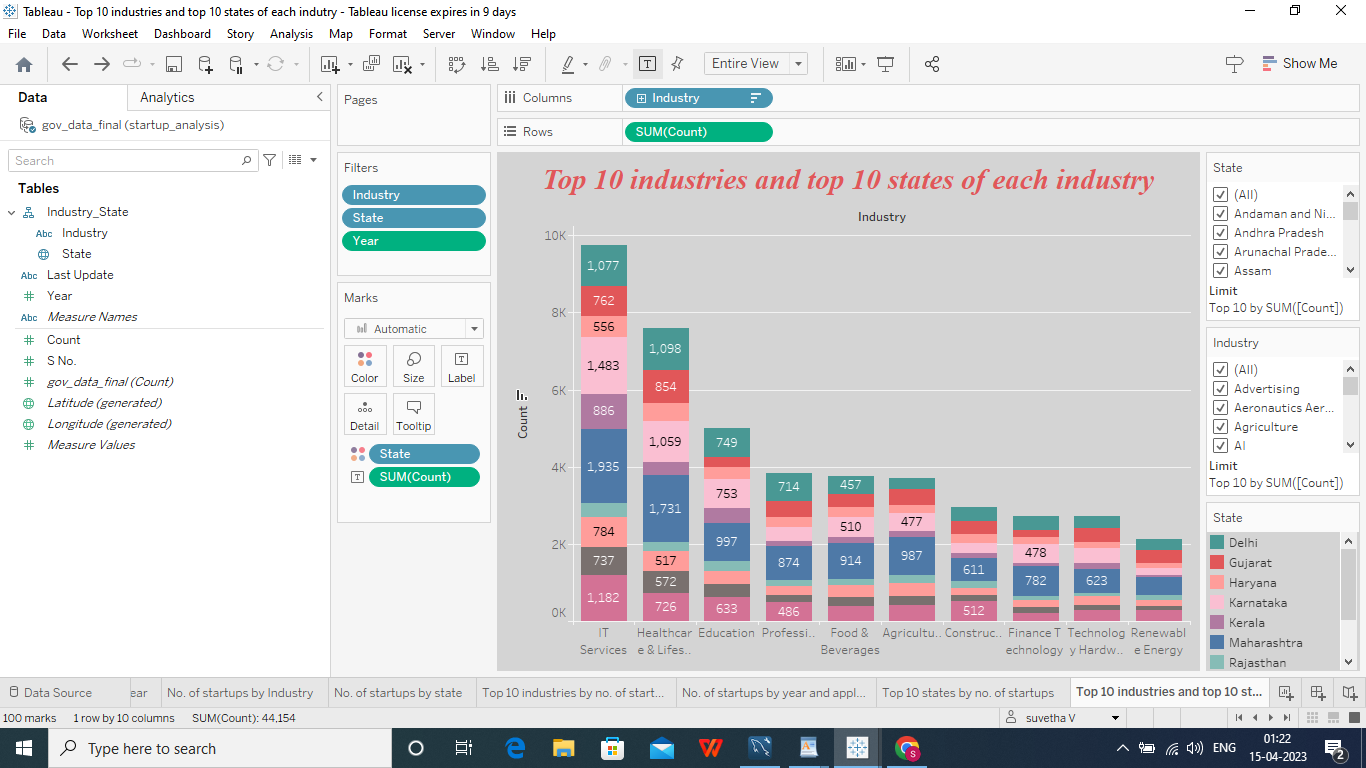 Tableau - Top 10 industries and top 10 states of each indutry - Tableau license expires in 9 days
File Data Worksheet Dashboard Story Analysis Map Format Server Window Help
Entire View
Show Me
Data Analytics
gov_data_final (startup_analysis)
Search
Tables
Industry_State
Abc Industry
State
Abc Last Update
Year
Abc Measure Names
Count
S No.
gov_data_final (Count)
Latitude (generated)
Longitude (generated)
Measure Values
Pages
Filters
Industry
State
Year
Marks
Automatic
Color Size Label
Detail Tooltip
State
SUM(Count)
Columns Industry
Rows SUM(Count)
Top 10 industries and top 10 states of each industry
Industry
Count
10K
8K
6K
4K
2K
0K
1,077
762
556
1,483
886
1,935
784
737
1,182
1,098
854
1,059
1,731
517
572
726
749
753
997
633
714
874
486
457
510
914
477
987
611
512
478
782
623
IT
Services
Healthcar
e & Lifes..
Education
Professi..
Food &
Beverages
Agricultu..
Construc..
Finance T
echnology
Technolog
y Hardw..
Renewabl
e Energy
State
(All)
Andaman and Ni...
Andhra Pradesh
Arunachal Prade...
Assam
Limit
Top 10 by SUM([Count])
Industry
(All)
Advertising
Aeronautics Aer...
Agriculture
AI
Limit
Top 10 by SUM([Count])
State
Delhi
Gujarat
Haryana
Karnataka
Kerala
Maharashtra
Rajasthan
Data Source ear No. of startups by Industry No. of startups by state Top 10 industries by no. of start... No. of startups by year and appl... Top 10 states by no. of startups Top 10 industries and top 10 st...
100 marks 1 row by 10 columns SUM(Count): 44,154 suvetha V
Type here to search
ENG
01:22
15-04-2023
2